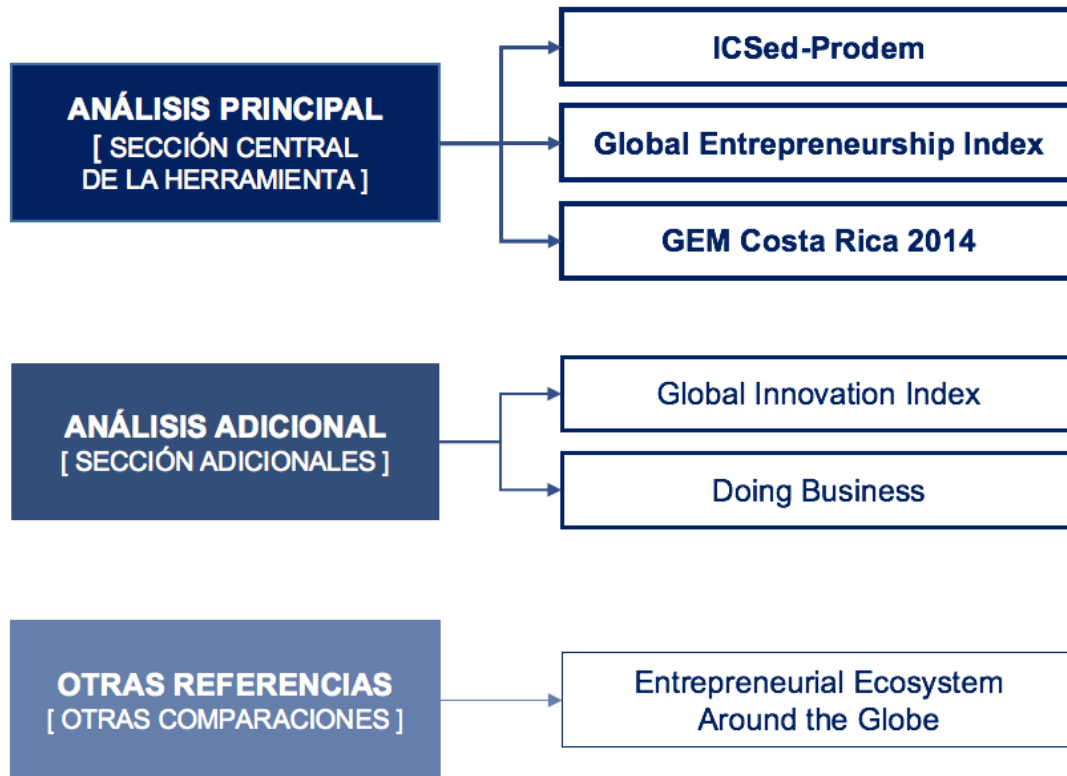 ANÁLISIS PRINCIPAL
[ SECCIÓN CENTRAL
DE LA HERRAMIENTA ]
ICSed-Prodem
Global Entrepreneurship Index
GEM Costa Rica 2014
ANÁLISIS ADICIONAL
[ SECCIÓN ADICIONALES ]
Global Innovation Index
Doing Business
OTRAS REFERENCIAS
[ OTRAS COMPARACIONES ]
Entrepreneurial Ecosystem
Around the Globe